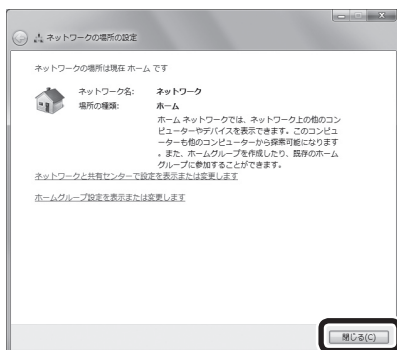 ネットワークの場所の設定
ネットワークの場所は現在 ホーム です
ネットワーク名: ネットワーク
場所の種類: ホーム
ホーム ネットワークでは、ネットワーク上の他のコン
ピューターやデバイスを表示できます。このコンピュ
ーターも他のコンピューターから探索可能になります
。また、ホームグループを作成したり、既存のホーム
グループに参加することができます。
ネットワークと共有センターで設定を表示または変更します
ホームグループ設定を表示または変更します
閉じる(C)